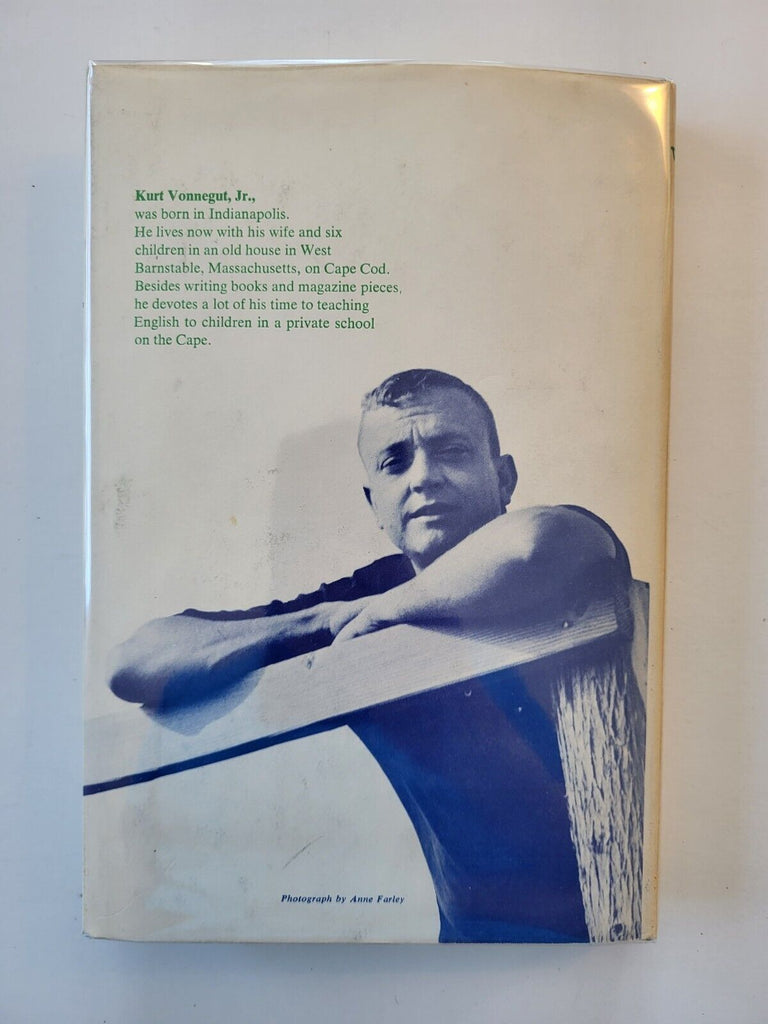 Kurt Vonnegut, Jr.,
was born in Indianapolis.
He lives now with his wife and six
children in an old house in West
Barnstable, Massachusetts, on Cape Cod.
Besides writing books and magazine pieces,
he devotes a lot of his time to teaching
English to children in a private school
on the Cape.
Photograph by Anne Farley